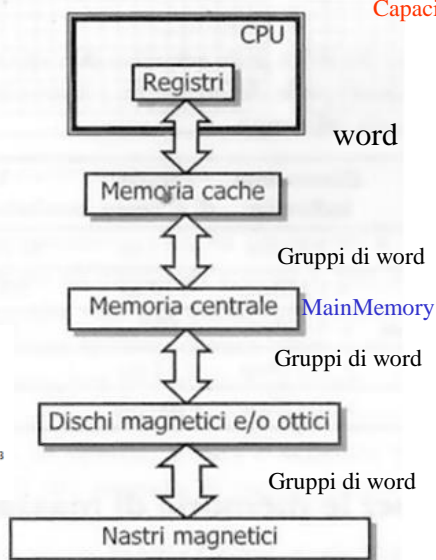 Capaci
CPU
Registri
word
Memoria cache
Gruppi di word
Memoria centrale MainMemory
Gruppi di word
Dischi magnetici e/o ottici
Gruppi di word
Nastri magnetici